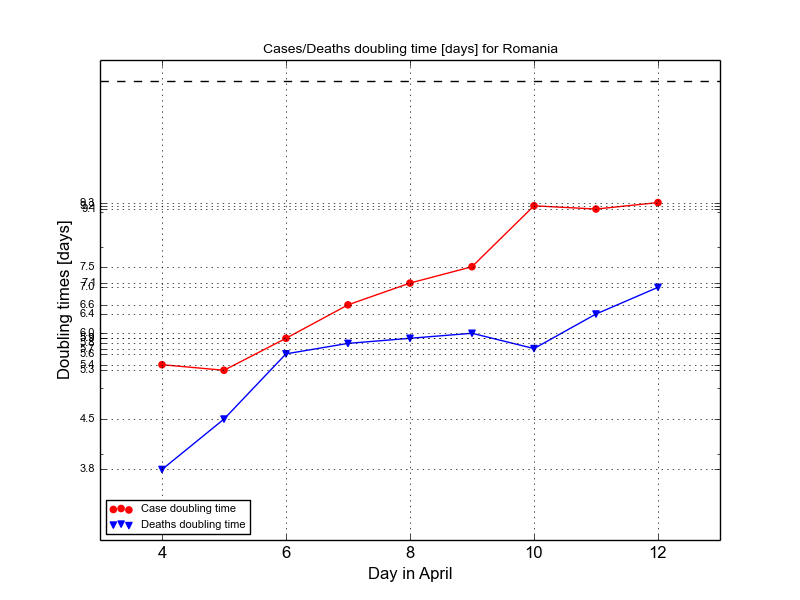 Cases/Deaths doubling time [days] for Romania
Doubling times [days]
9.3
9.1
7.5
7.1
7.0
6.6
6.4
6.0
5.6
5.4
5.3
4.5
3.8
Case doubling time
Deaths doubling time
4 6 8 10 12
Day in April